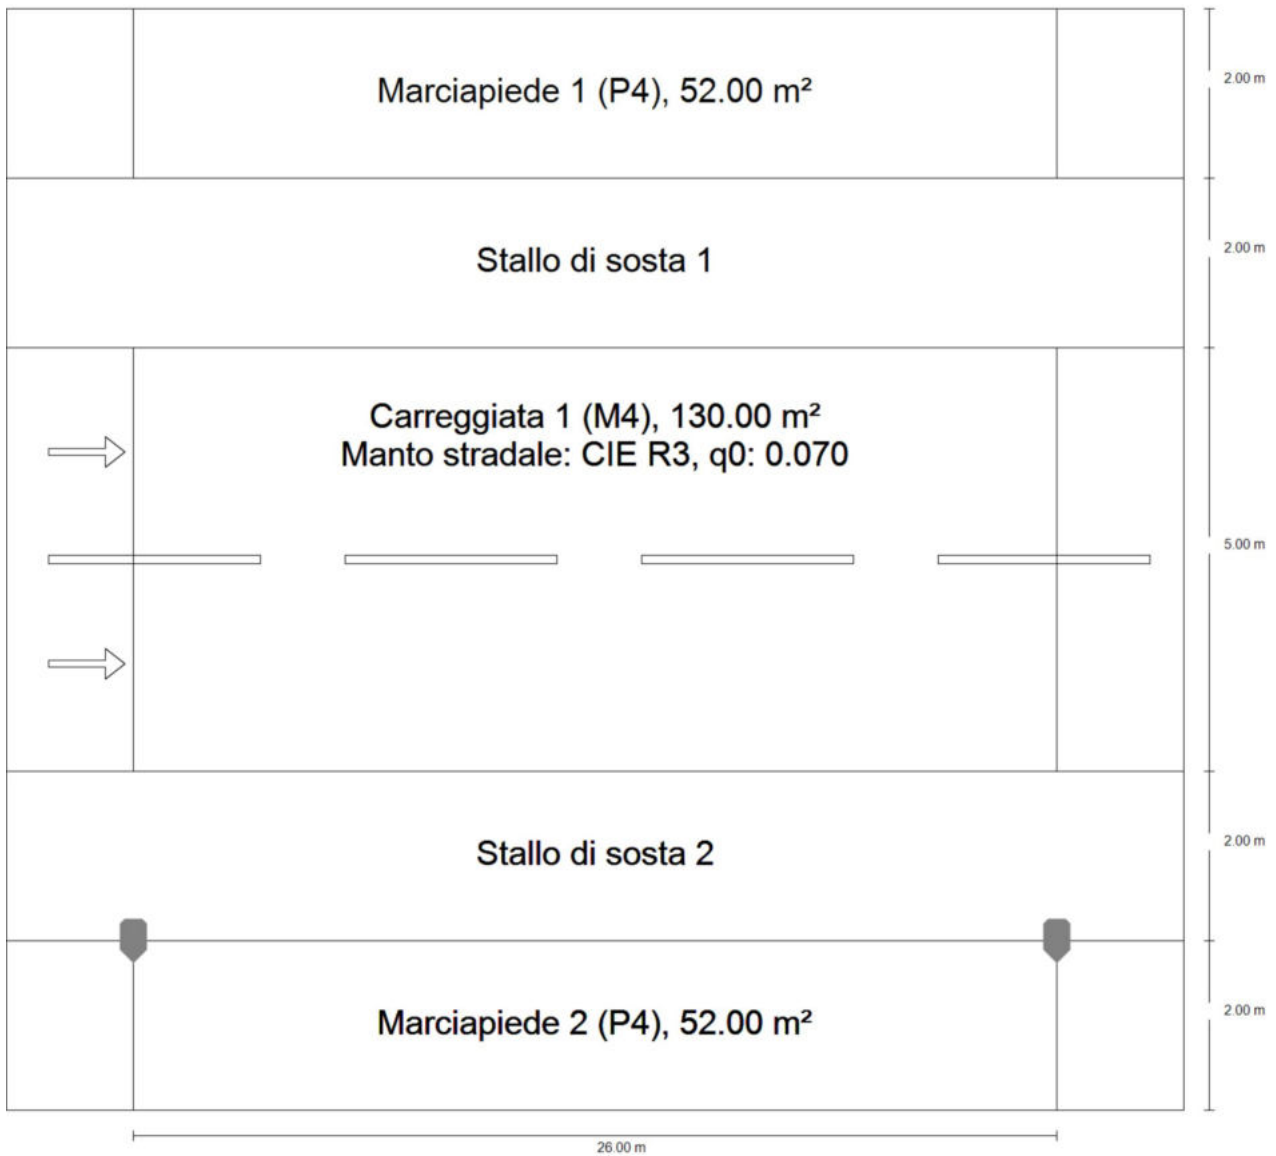 Marciapiede 1 (P4), 52.00 m²
2.00 m
Stallo di sosta 1
2.00 m
Carreggiata 1 (M4), 130.00 m²
Manto stradale: CIE R3, q0: 0.070
5.00 m
Stallo di sosta 2
2.00 m
Marciapiede 2 (P4), 52.00 m²
2.00 m
26.00 m